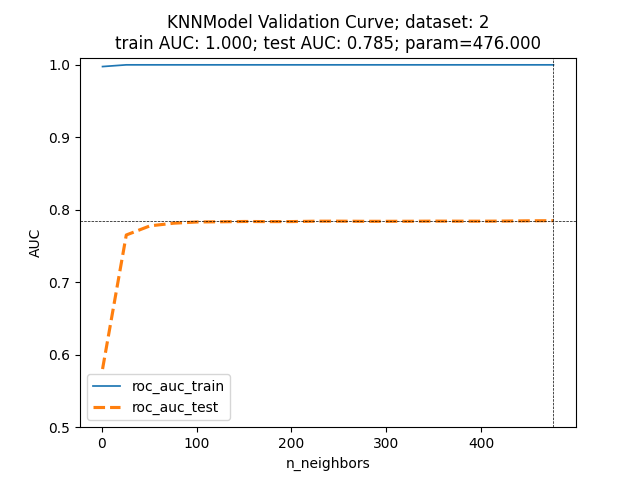 KNNModel Validation Curve; dataset: 2
train AUC: 1.000; test AUC: 0.785; param=476.000
1.0
0.9
0.8
0.7
0.6
0.5
AUC
roc_auc_train
roc_auc_test
0 100 200 300 400
n_neighbors